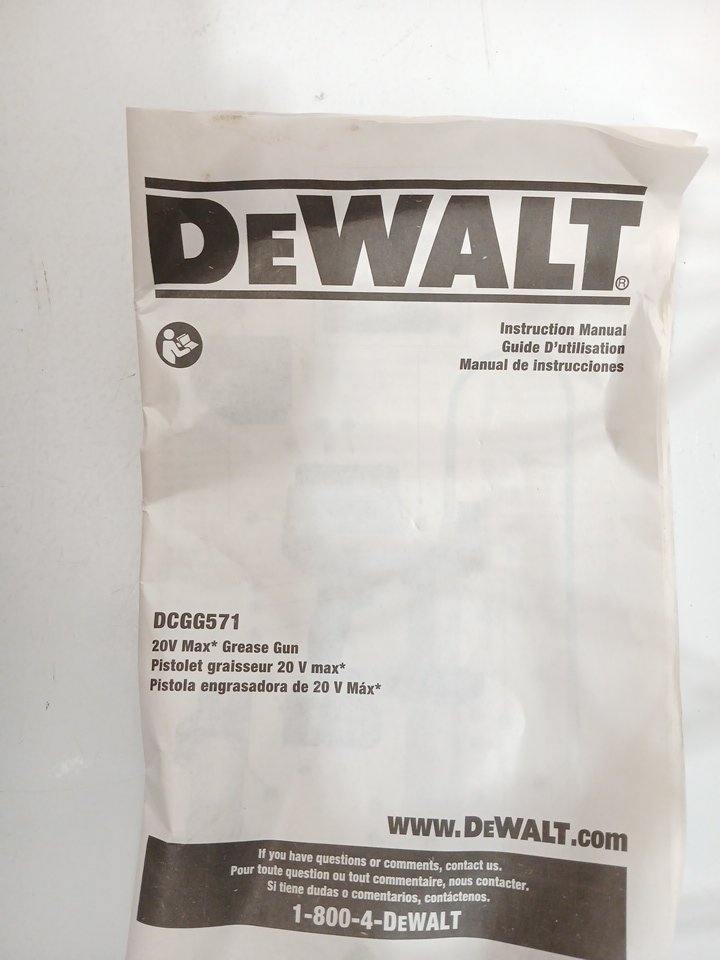 DEWALT®
Instruction Manual
Guide D'utilisation
Manual de instrucciones
DCGG571
20V Max* Grease Gun
Pistolet graisseur 20 V max*
Pistola engrasadora de 20 V Máx*
www.DEWALT.com
If you have questions or comments, contact us.
Pour toute question ou tout commentaire, nous contacter.
Si tiene dudas o comentarios, contáctenos.
1-800-4-DEWALT